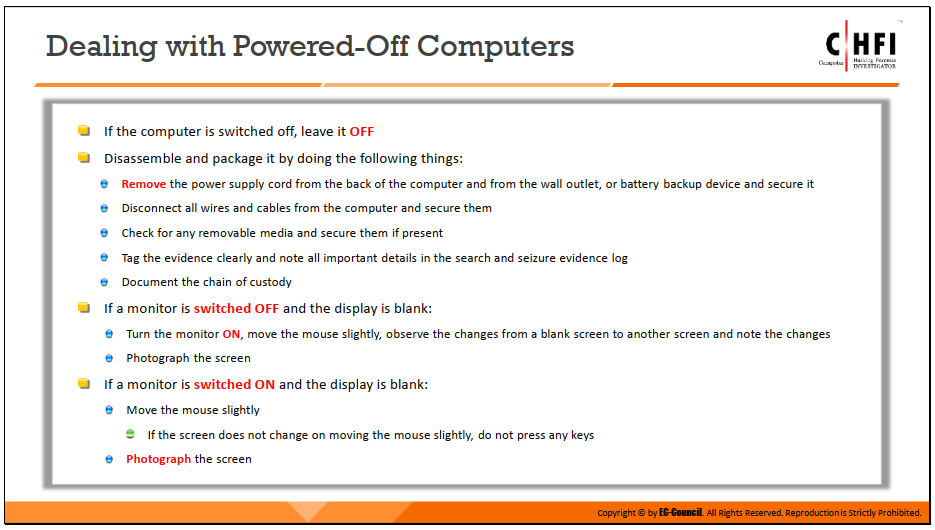 Dealing with Powered-Off Computers
CHFI
Computer Hacking Forensic
INVESTIGATOR
If the computer is switched off, leave it OFF
Disassemble and package it by doing the following things:
Remove the power supply cord from the back of the computer and from the wall outlet, or battery backup device and secure it
Disconnect all wires and cables from the computer and secure them
Check for any removable media and secure them if present
Tag the evidence clearly and note all important details in the search and seizure evidence log
Document the chain of custody
If a monitor is switched OFF and the display is blank:
Turn the monitor ON, move the mouse slightly, observe the changes from a blank screen to another screen and note the changes
Photograph the screen
If a monitor is switched ON and the display is blank:
Move the mouse slightly
If the screen does not change on moving the mouse slightly, do not press any keys
Photograph the screen
Copyright © by EC-Council. All Rights Reserved. Reproduction is Strictly Prohibited.